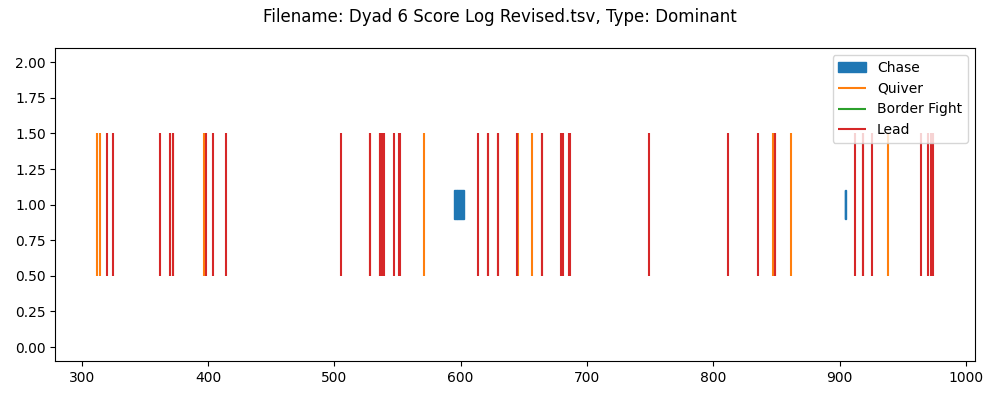 Filename: Dyad 6 Score Log Revised.tsv, Type: Dominant
2.00
1.75
1.50
1.25
1.00
0.75
0.50
0.25
0.00
Chase
Quiver
Border Fight
Lead
300 400 500 600 700 800 900 1000